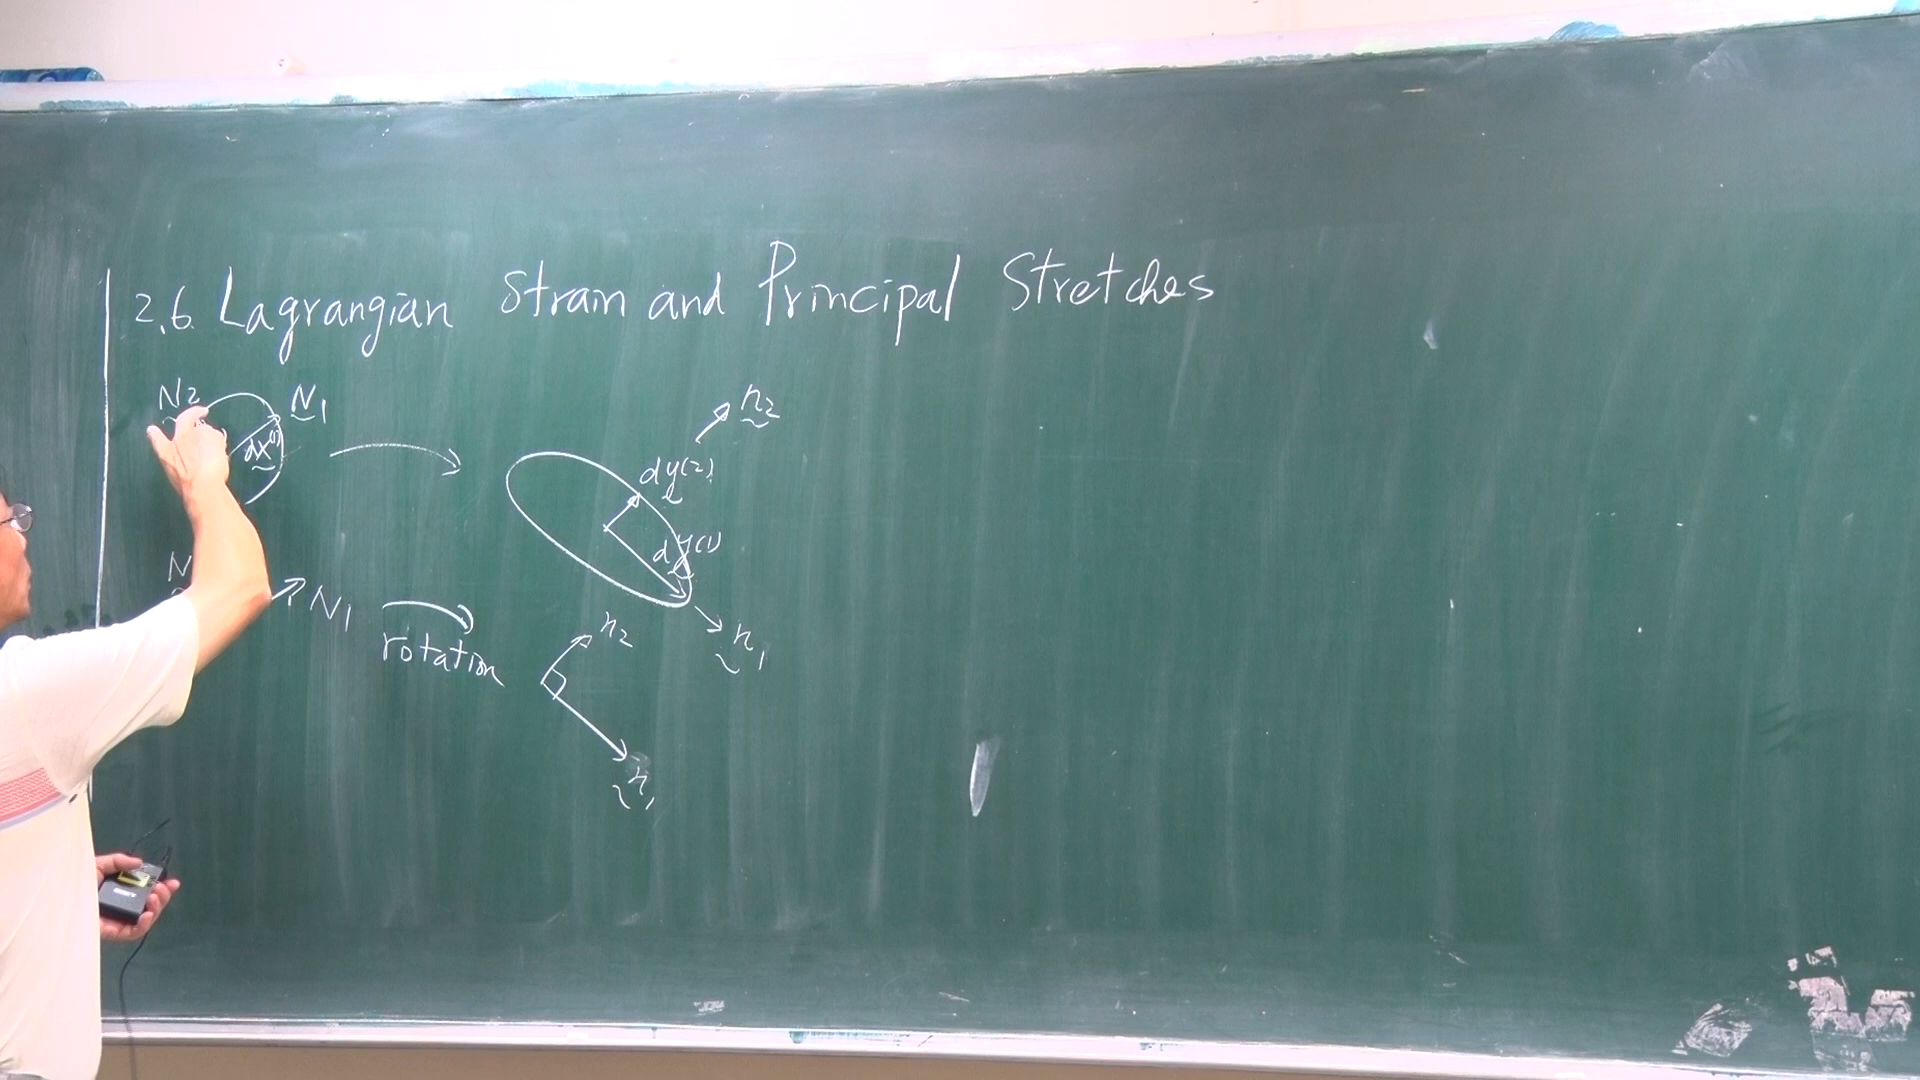 2.6. Lagrangian Strain and Principal Stretches
N2 N1
dx(1)
n2
dy(2)
dy(1)
n1
N N1
rotation
n2
n1